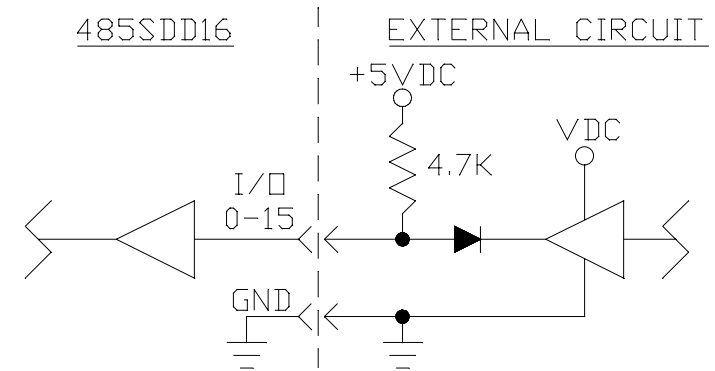 485SDD16
EXTERNAL CIRCUIT
+5VDC
VDC
4.7K
I/O
0-15
GND